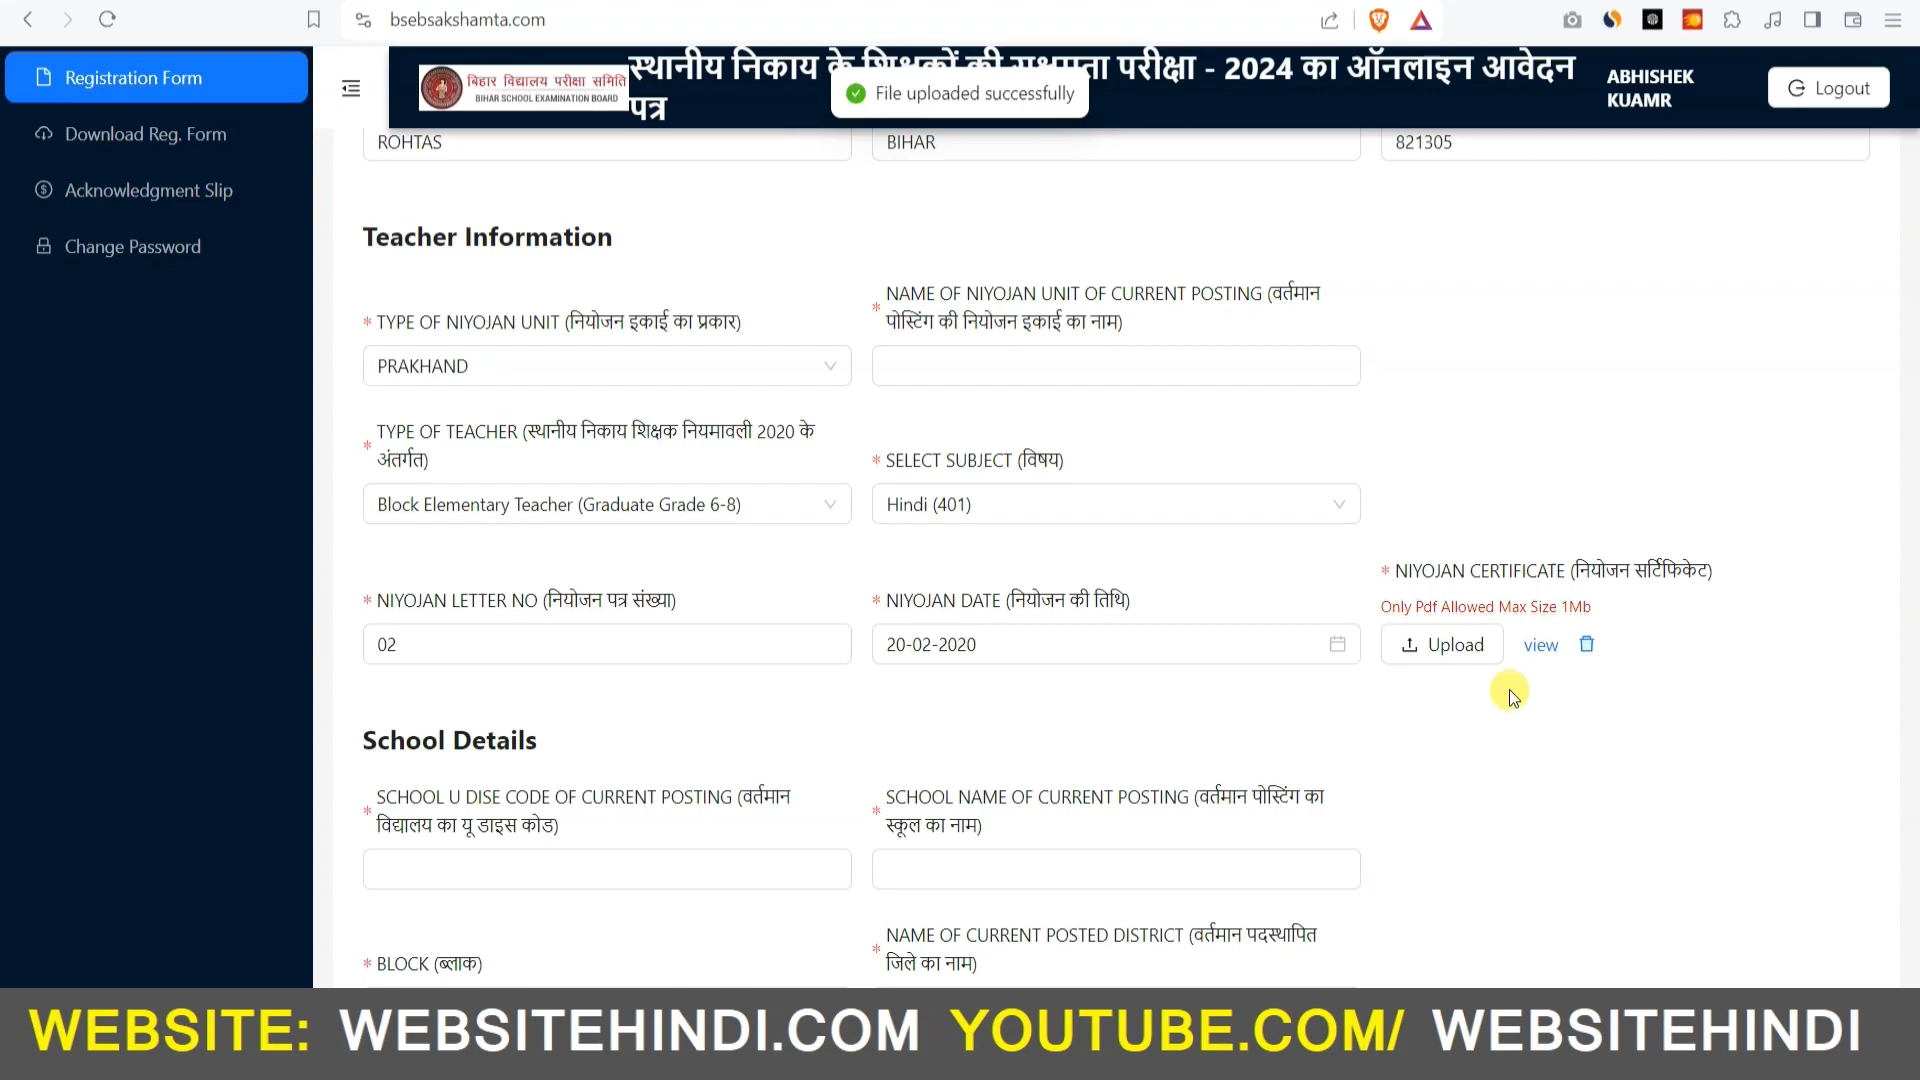 bsebsakshamta.com
Registration Form
Download Reg. Form
Acknowledgment Slip
Change Password
बिहार विद्यालय परीक्षा समिति
BIHAR SCHOOL EXAMINATION BOARD
स्थानीय निकाय के शिक्षकों की सक्षमता परीक्षा - 2024 का ऑनलाइन आवेदन
पत्र
File uploaded successfully
ABHISHEK
KUAMR
Logout
ROHTAS
BIHAR
821305
Teacher Information
* TYPE OF NIYOJAN UNIT (नियोजन इकाई का प्रकार)
* NAME OF NIYOJAN UNIT OF CURRENT POSTING (वर्तमान
पोस्टिंग की नियोजन इकाई का नाम)
PRAKHAND
* TYPE OF TEACHER (स्थानीय निकाय शिक्षक नियमावली 2020 के
अंतर्गत)
* SELECT SUBJECT (विषय)
Block Elementary Teacher (Graduate Grade 6-8)
Hindi (401)
* NIYOJAN LETTER NO (नियोजन पत्र संख्या)
* NIYOJAN DATE (नियोजन की तिथि)
* NIYOJAN CERTIFICATE (नियोजन सर्टिफिकेट)
Only Pdf Allowed Max Size 1Mb
02
20-02-2020
Upload
view
School Details
* SCHOOL U DISE CODE OF CURRENT POSTING (वर्तमान
विद्यालय का यू डाइस कोड)
* SCHOOL NAME OF CURRENT POSTING (वर्तमान पोस्टिंग का
स्कूल का नाम)
* BLOCK (ब्लाक)
* NAME OF CURRENT POSTED DISTRICT (वर्तमान पदस्थापित
जिले का नाम)
WEBSITE: WEBSITEHINDI.COM YOUTUBE.COM/ WEBSITEHINDI